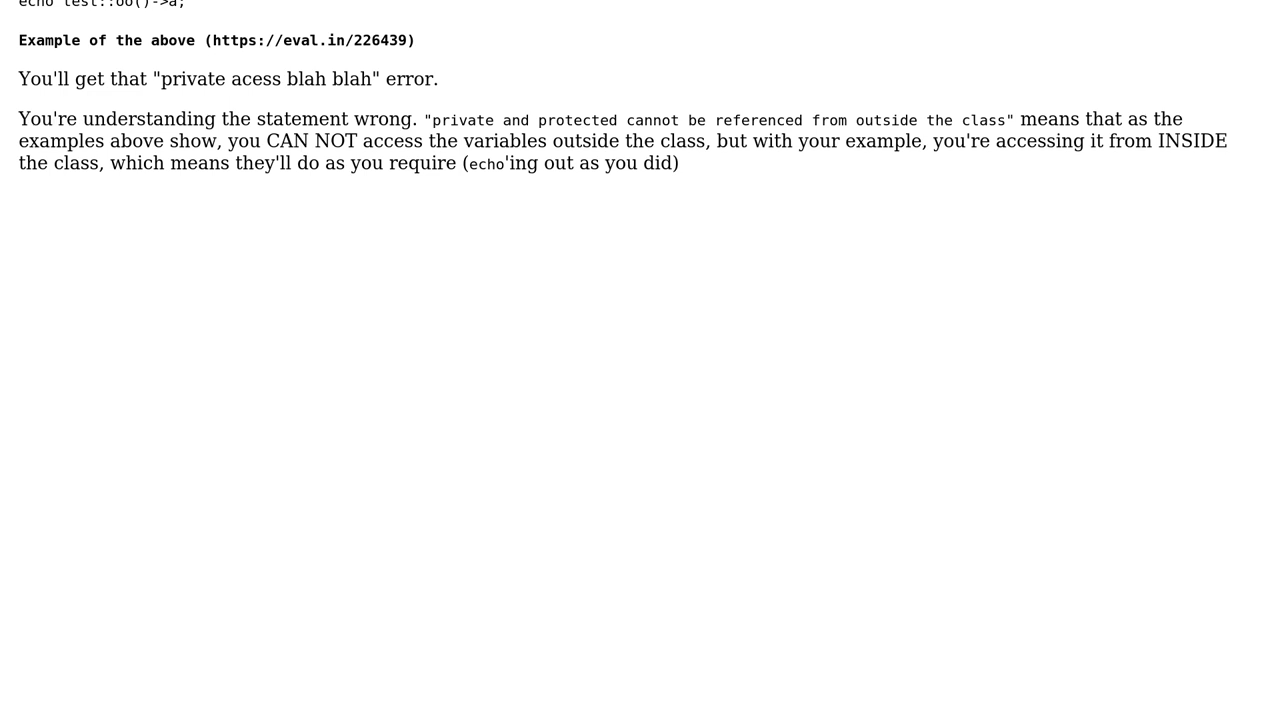 echo test::oo()->a;
Example of the above (https://eval.in/226439)
You'll get that "private acess blah blah" error.
You're understanding the statement wrong. "private and protected cannot be referenced from outside the class" means that as the
examples above show, you CAN NOT access the variables outside the class, but with your example, you're accessing it from INSIDE
the class, which means they'll do as you require (echo'ing out as you did)